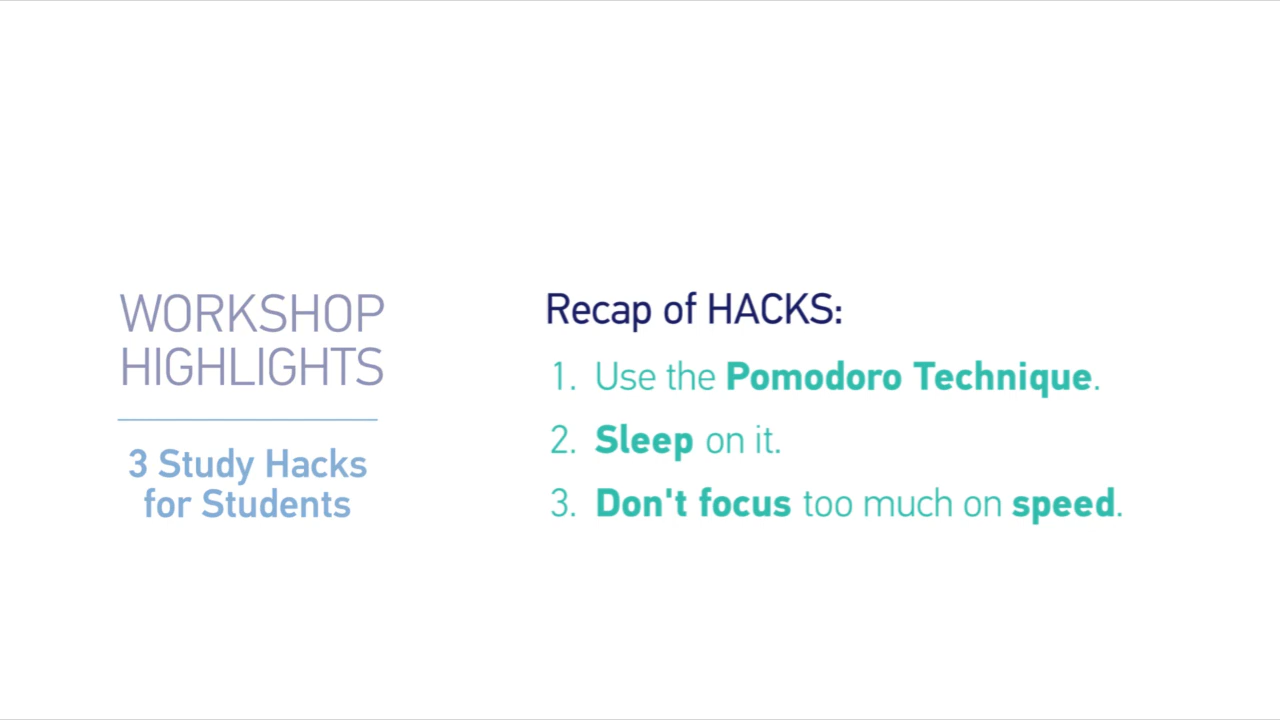 WORKSHOP
HIGHLIGHTS
3 Study Hacks
for Students
Recap of HACKS:
1. Use the Pomodoro Technique.
2. Sleep on it.
3. Don't focus too much on speed.